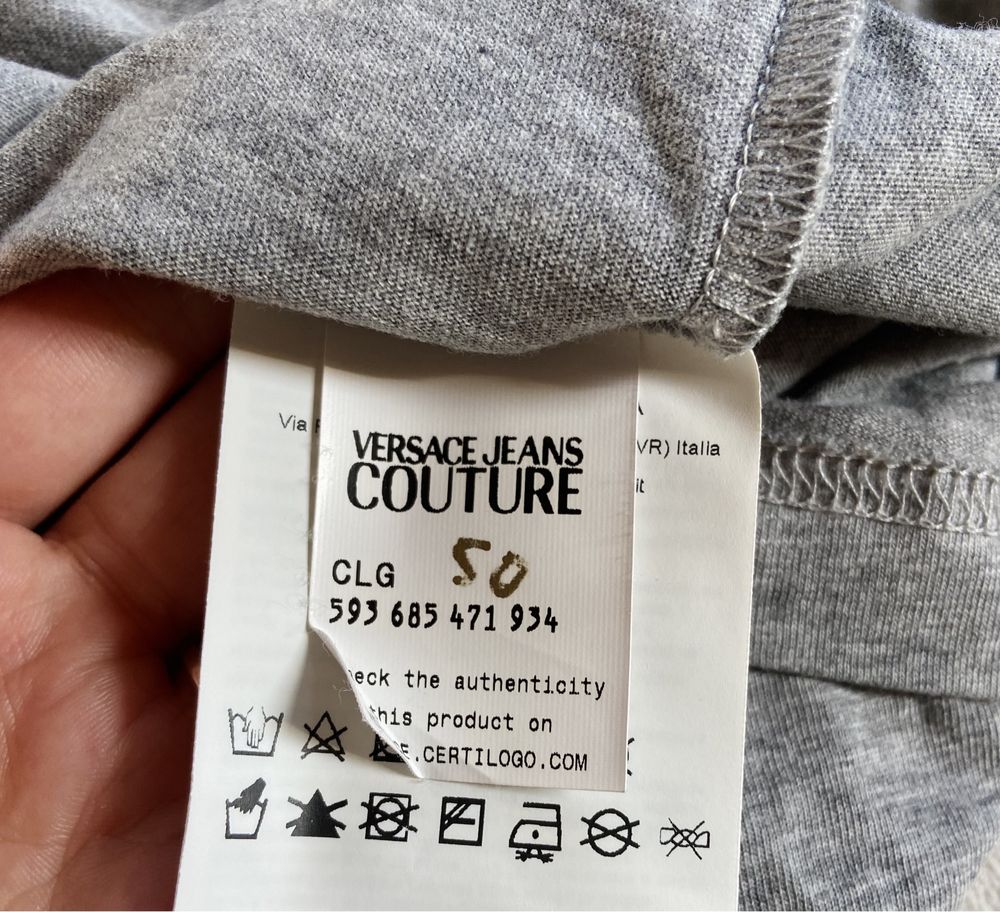 Via
VR) Italia
it
VERSACE JEANS
COUTURE
50
CLG
593 685 471 934
eck the authenticity
this product on
E.CERTILOGO.COM